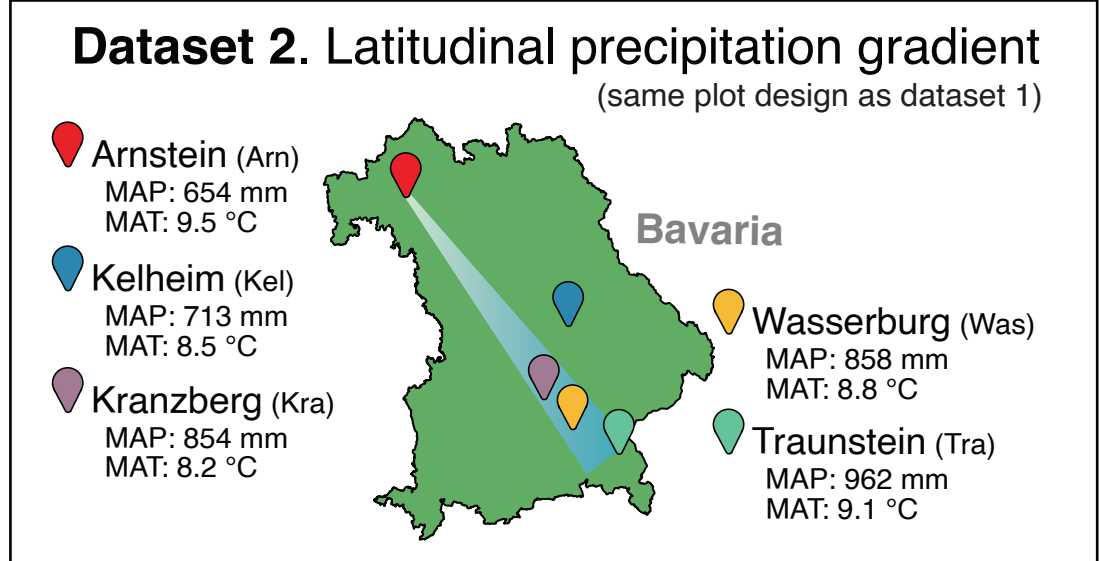 Dataset 2. Latitudinal precipitation gradient
(same plot design as dataset 1)
Arnstein (Arn)
MAP: 654 mm
MAT: 9.5 °C
Kelheim (Kel)
MAP: 713 mm
MAT: 8.5 °C
Kranzberg (Kra)
MAP: 854 mm
MAT: 8.2 °C
Bavaria
Wasserburg (Was)
MAP: 858 mm
MAT: 8.8 °C
Traunstein (Tra)
MAP: 962 mm
MAT: 9.1 °C